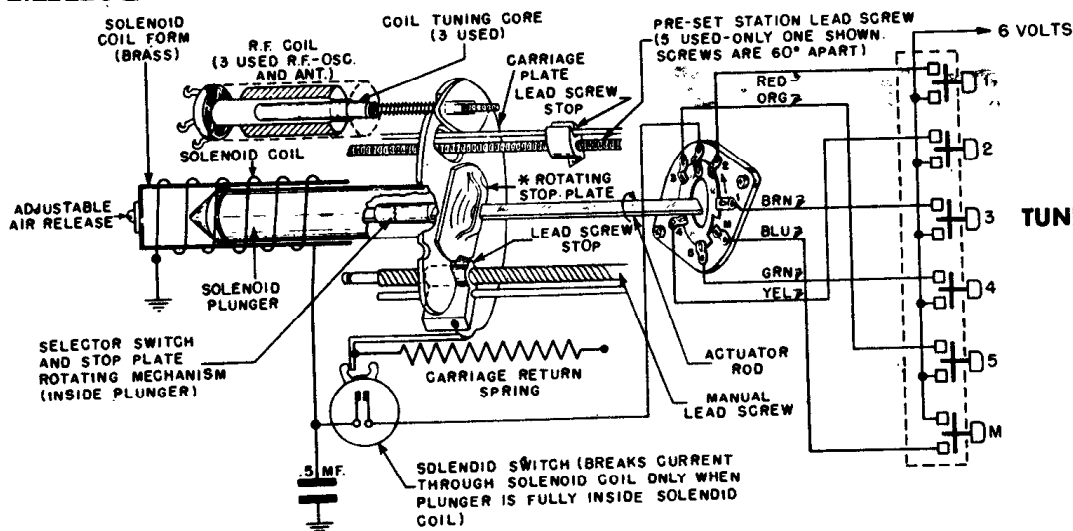 SOLENOID
COIL FORM
(BRASS)
R.F. COIL
(3 USED R.F.-OSC.
AND ANT.)
COIL TUNING CORE
(3 USED)
CARRIAGE
PLATE
LEAD SCREW
STOP
PRE-SET STATION LEAD SCREW
(5 USED-ONLY ONE SHOWN.
SCREWS ARE 60° APART)
6 VOLTS
RED
ORG
1
2
SOLENOID COIL
* ROTATING
STOP PLATE
ADJUSTABLE
AIR RELEASE
LEAD SCREW
STOP
BRN
BLU
3
TUN
SOLENOID
PLUNGER
GRN
YEL
4
SELECTOR SWITCH
AND STOP PLATE
ROTATING MECHANISM
(INSIDE PLUNGER)
CARRIAGE RETURN
SPRING
ACTUATOR
ROD
5
MANUAL
LEAD SCREW
M
.5 MF.
SOLENOID SWITCH (BREAKS CURRENT
THROUGH SOLENOID COIL ONLY WHEN
PLUNGER IS FULLY INSIDE SOLENOID
COIL)